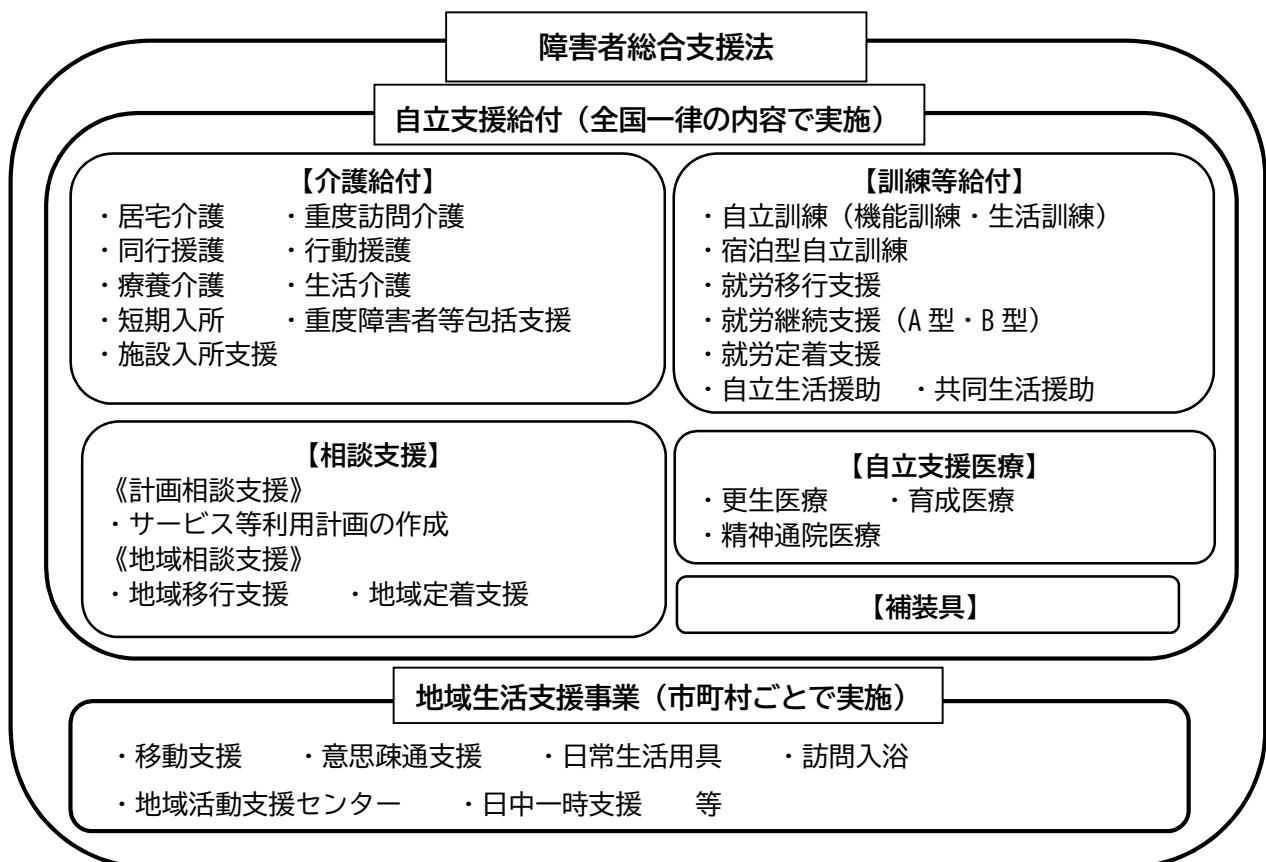 障害者総合支援法
自立支援給付（全国一律の内容で実施）
【介護給付】
・居宅介護　・重度訪問介護
・同行援護　・行動援護
・療養介護　・生活介護
・短期入所　・重度障害者等包括支援
・施設入所支援
【訓練等給付】
・自立訓練（機能訓練・生活訓練）
・宿泊型自立訓練
・就労移行支援
・就労継続支援（A型・B型）
・就労定着支援
・自立生活援助　・共同生活援助
【相談支援】
《計画相談支援》
・サービス等利用計画の作成
《地域相談支援》
・地域移行支援　・地域定着支援
【自立支援医療】
・更生医療　・育成医療
・精神通院医療
【補装具】
地域生活支援事業（市町村ごとで実施）
・移動支援　・意思疎通支援　・日常生活用具　・訪問入浴
・地域活動支援センター　・日中一時支援　等